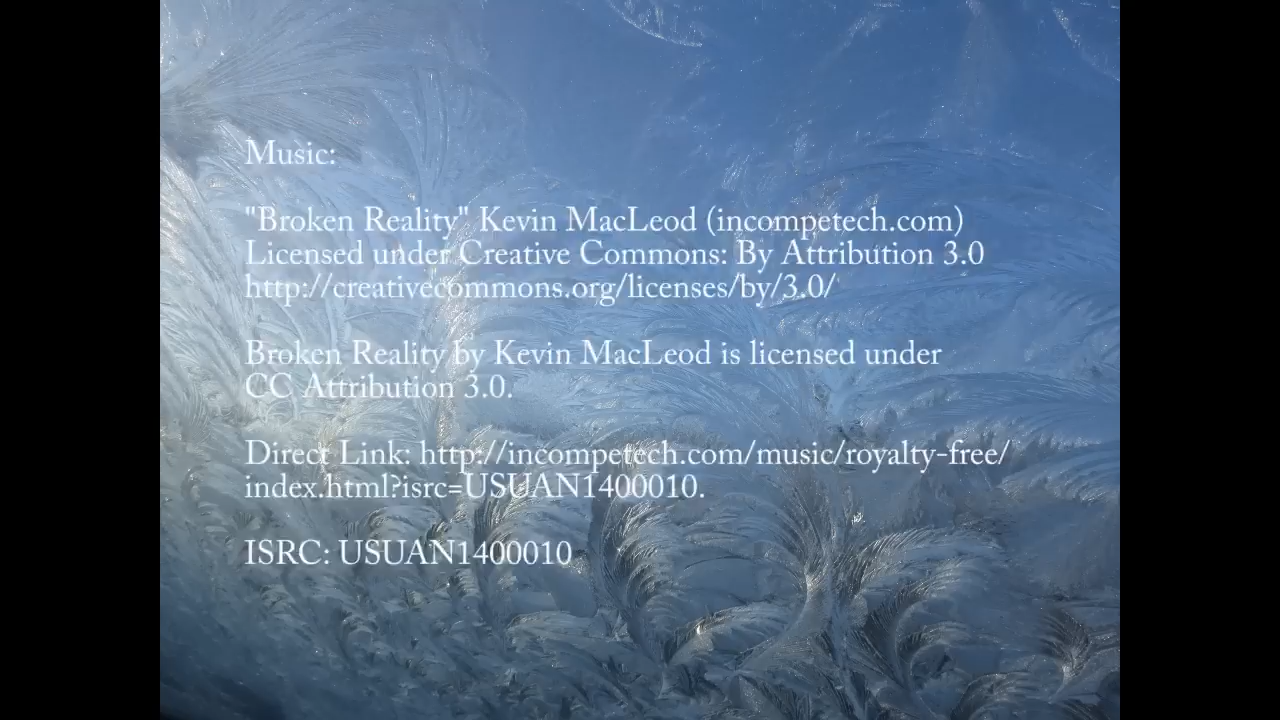 Music:
"Broken Reality" Kevin MacLeod (incompetech.com)
Licensed under Creative Commons: By Attribution 3.0
http://creativecommons.org/licenses/by/3.0/
Broken Reality by Kevin MacLeod is licensed under
CC Attribution 3.0.
Direct Link: http://incompetech.com/music/royalty-free/
index.html?isrc=USUAN1400010.
ISRC: USUAN1400010